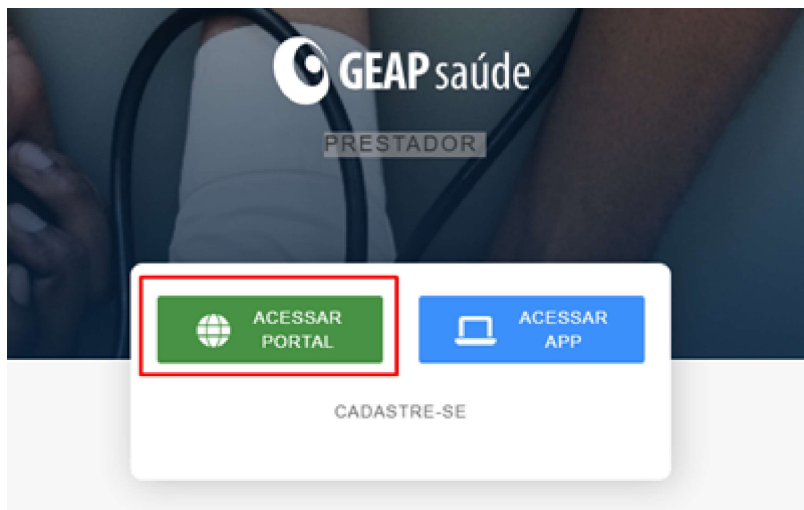 GEAP saúde
PRESTADOR
ACESSAR
PORTAL
ACESSAR
APP
CADASTRE-SE